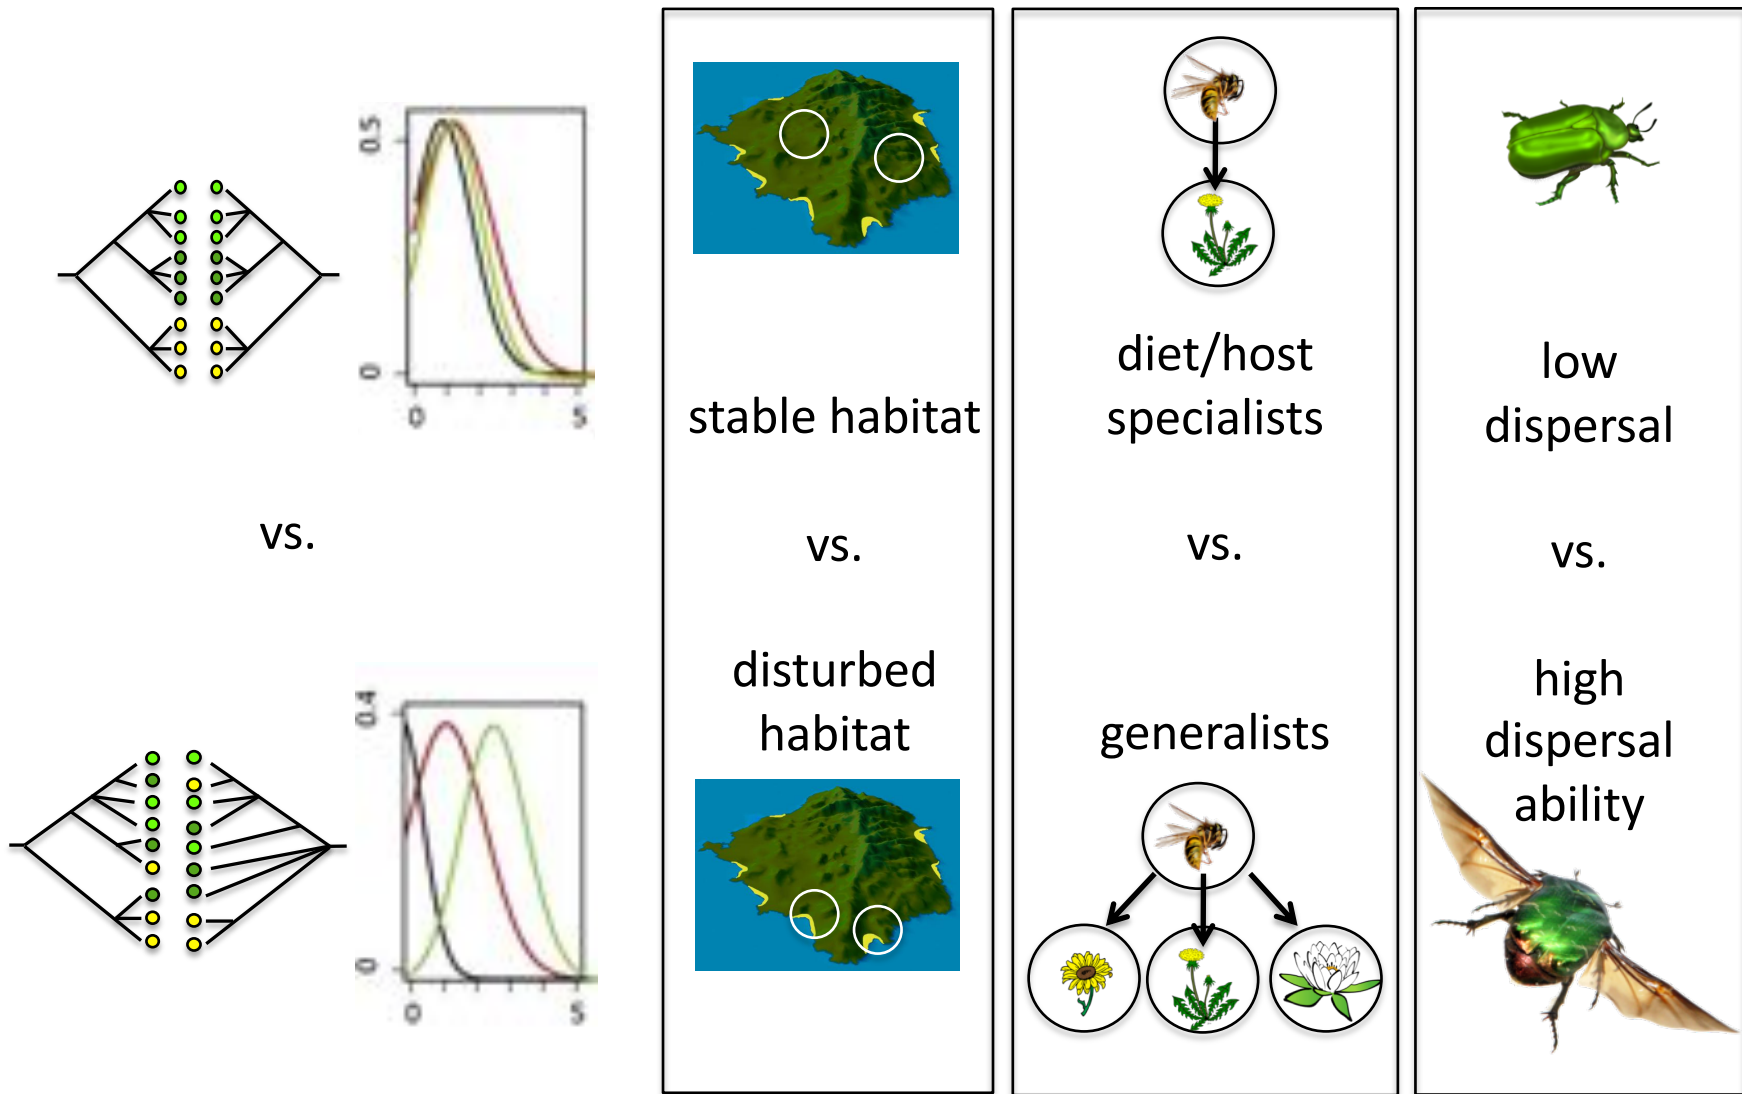 0.5
0
0 5
vs.
0.4
0
0 5
stable habitat
vs.
disturbed
habitat
diet/host
specialists
vs.
generalists
low
dispersal
vs.
high
dispersal
ability